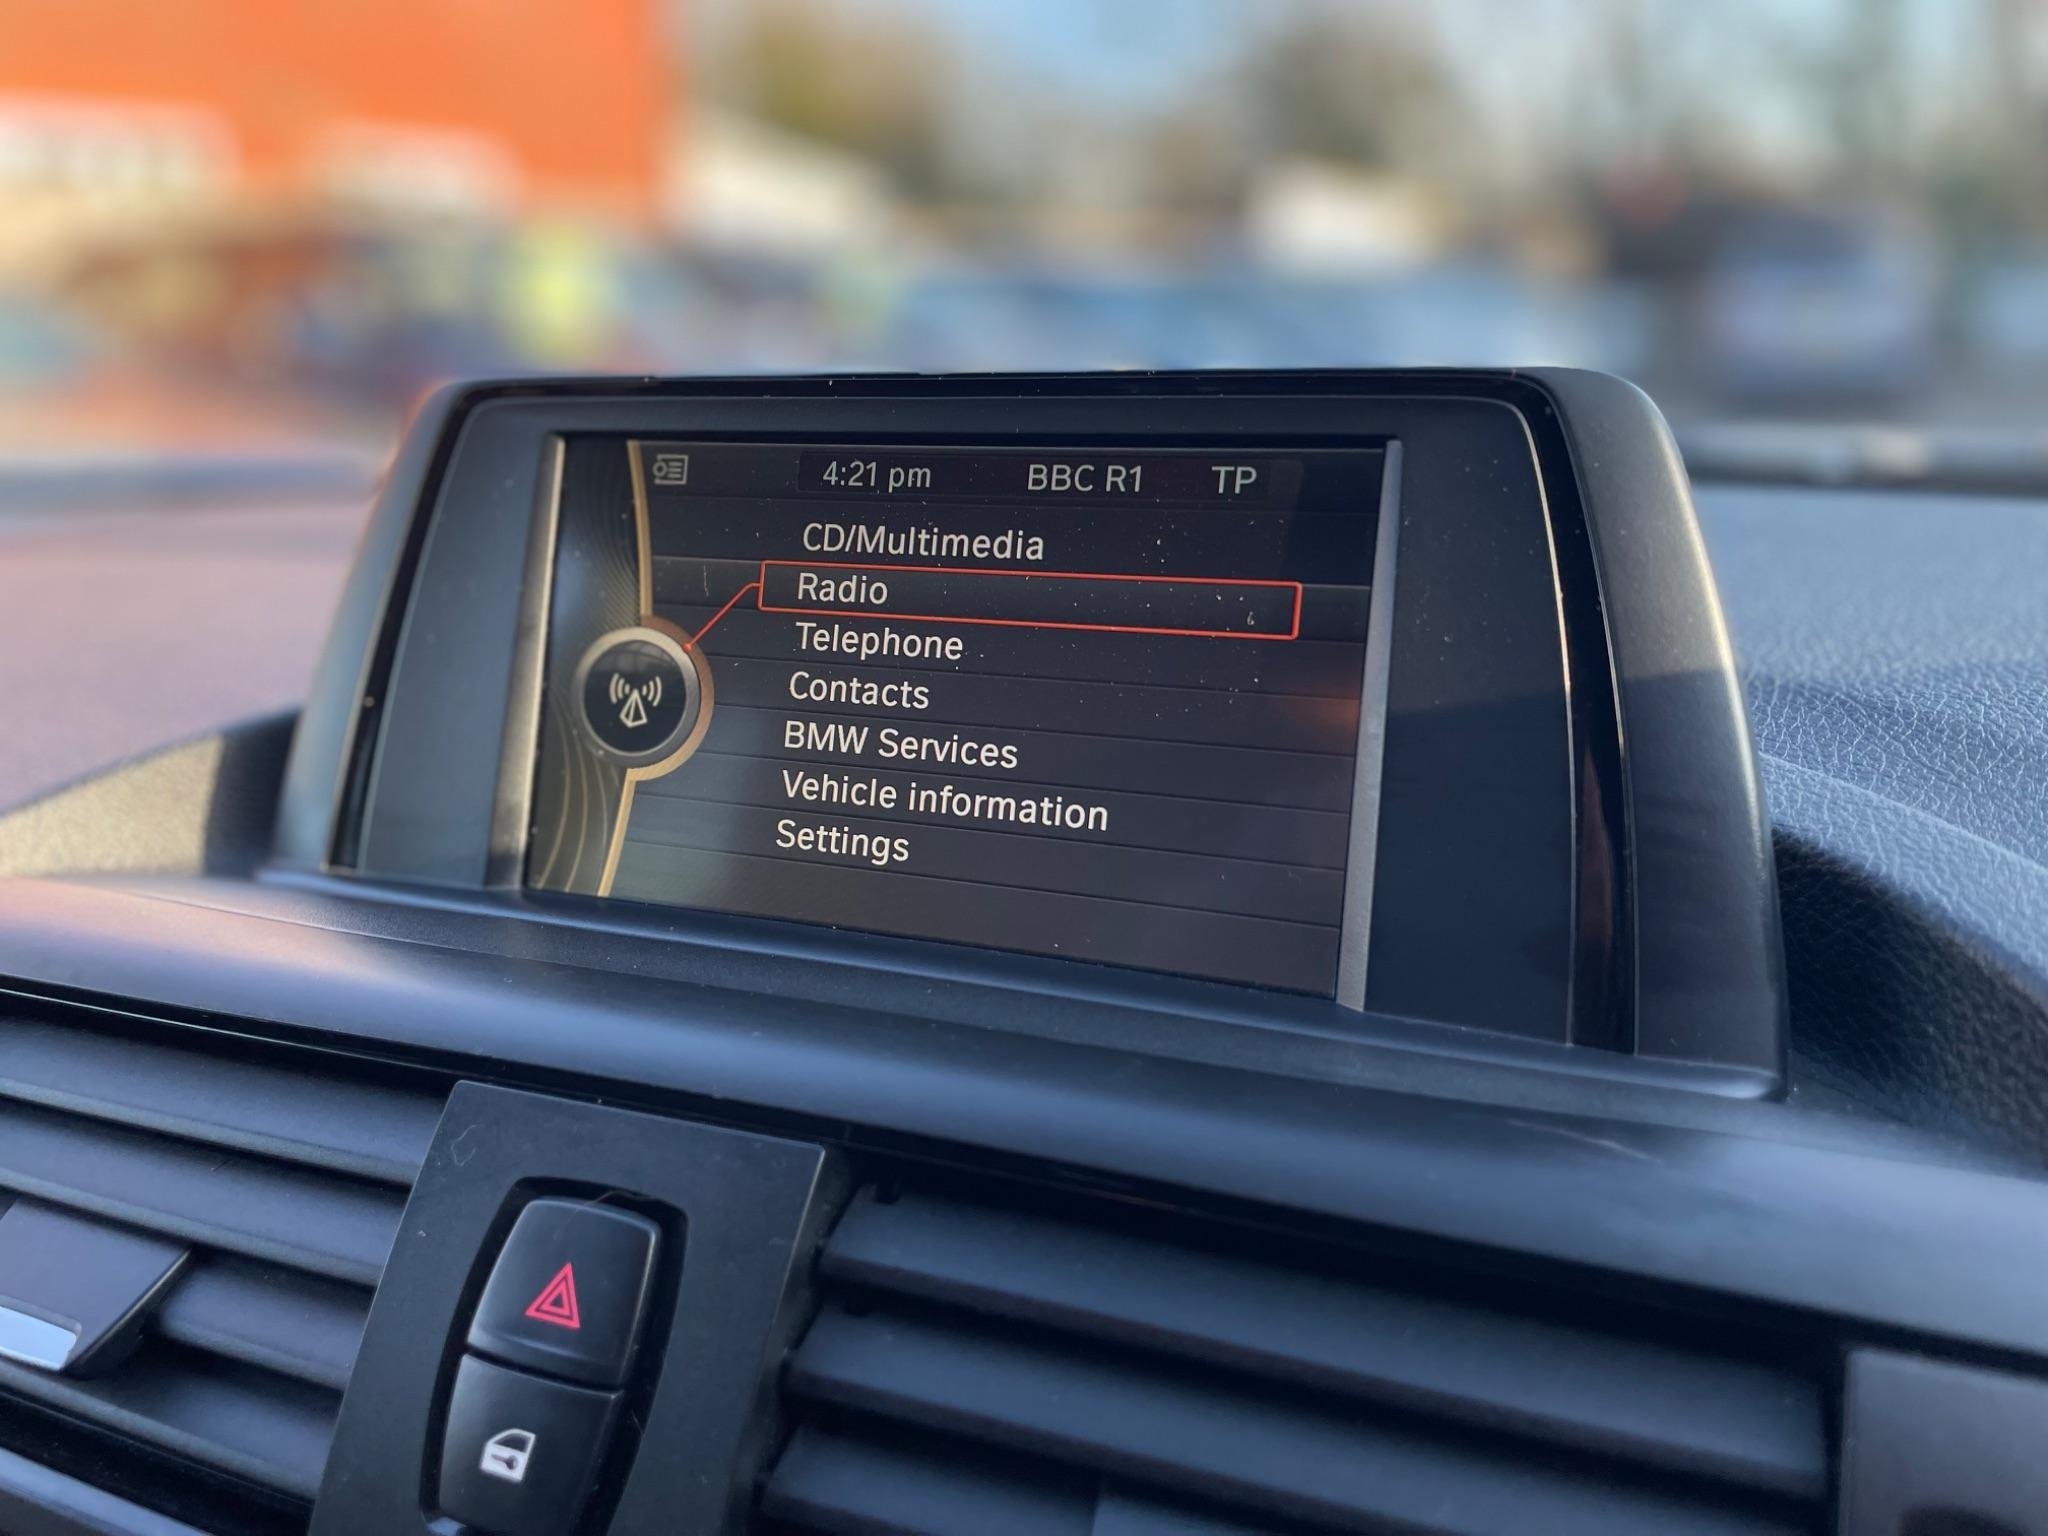 4:21 pm BBC R1 TP
CD/Multimedia
Radio
Telephone
Contacts
BMW Services
Vehicle information
Settings